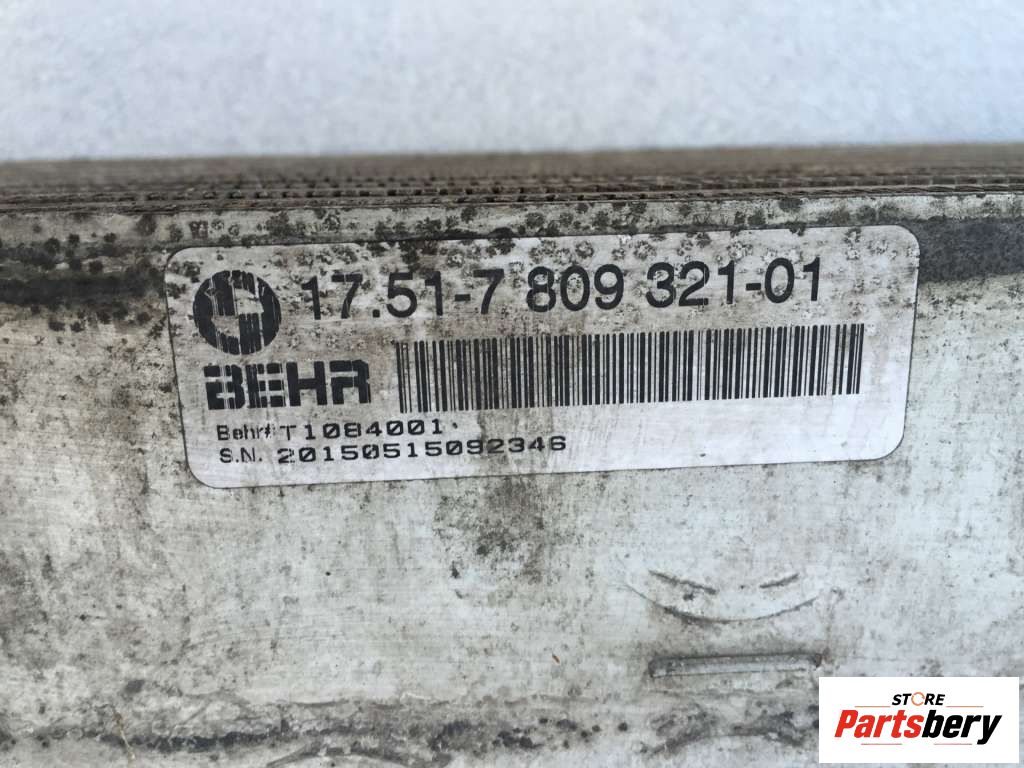 17.51-7 809 321-01
BEHR
Behr# T1084001
S.N. 20150515092346
STORE
Partsbery